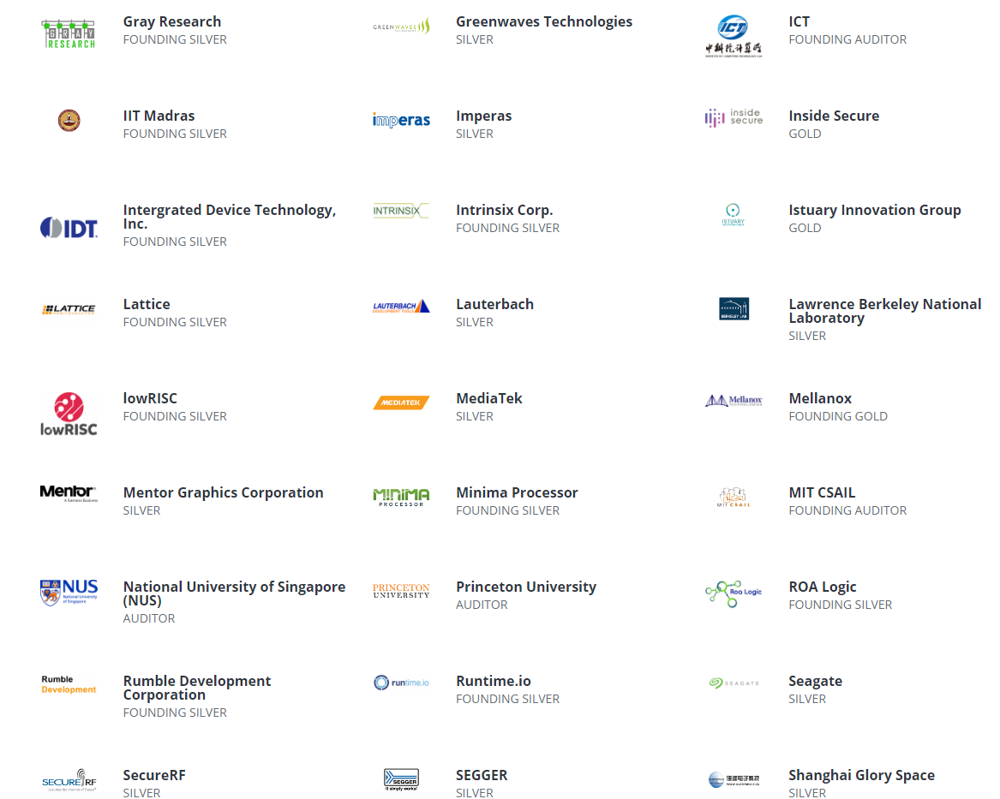 GRAY
RESEARCH
Gray Research
FOUNDING SILVER
GREENWAVES
Greenwaves Technologies
SILVER
ICT
中科院计算所
ICT
FOUNDING AUDITOR
IIT Madras
FOUNDING SILVER
imperas
Imperas
SILVER
inside
secure
Inside Secure
GOLD
IDT.
Intergrated Device Technology,
Inc.
FOUNDING SILVER
INTRINSIX
Intrinsix Corp.
FOUNDING SILVER
ISTUARY
Istuary Innovation Group
GOLD
LATTICE
SEMICONDUCTOR
Lattice
FOUNDING SILVER
LAUTERBACH
DEVELOPMENT TOOLS
Lauterbach
SILVER
BERKELEY LAB
Lawrence Berkeley National
Laboratory
SILVER
lowRISC
lowRISC
FOUNDING SILVER
MEDIATEK
MediaTek
SILVER
Mellanox
TECHNOLOGIES
Mellanox
FOUNDING GOLD
Mentor
A Siemens Business
Mentor Graphics Corporation
SILVER
MINIMA
PROCESSOR
Minima Processor
FOUNDING SILVER
MIT CSAIL
MIT CSAIL
FOUNDING AUDITOR
NUS
National University
of Singapore
National University of Singapore
(NUS)
AUDITOR
PRINCETON
UNIVERSITY
Princeton University
AUDITOR
Roa Logic
ROA Logic
FOUNDING SILVER
Rumble
Development
Rumble Development
Corporation
FOUNDING SILVER
runtime.io
Runtime.io
FOUNDING SILVER
SEAGATE
Seagate
SILVER
SECURERF
SecureRF
SILVER
SEGGER
It simply works!
SEGGER
SILVER
Shanghai Glory Space
SILVER